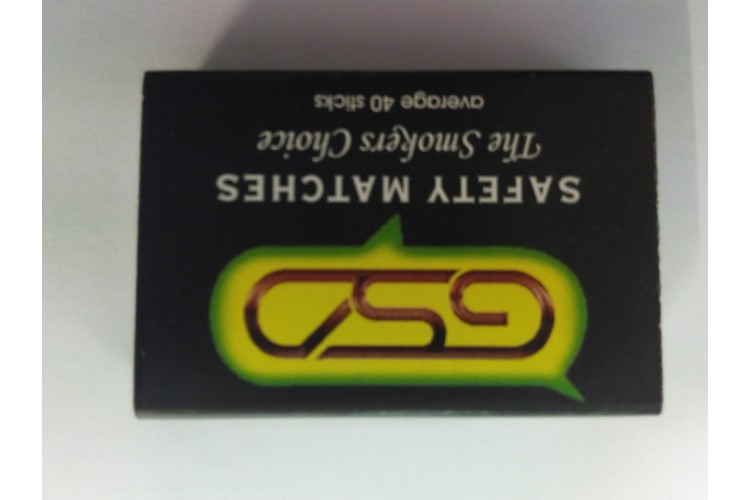 GSD
SAFETY MATCHES
The Smokers Choice
average 40 sticks